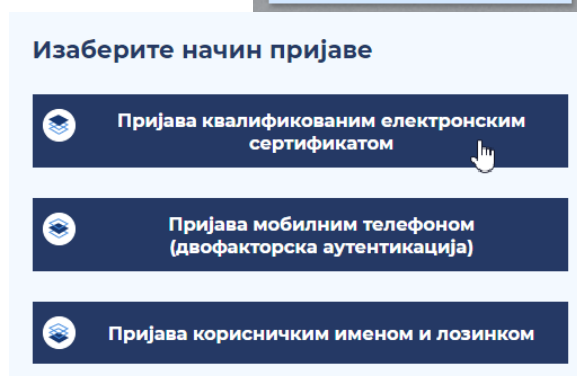 Изаберите начин пријаве
Пријава квалификованим електронским
сертификатом
Пријава мобилним телефоном
(двофакторска аутентикација)
Пријава корисничким именом и лозинком